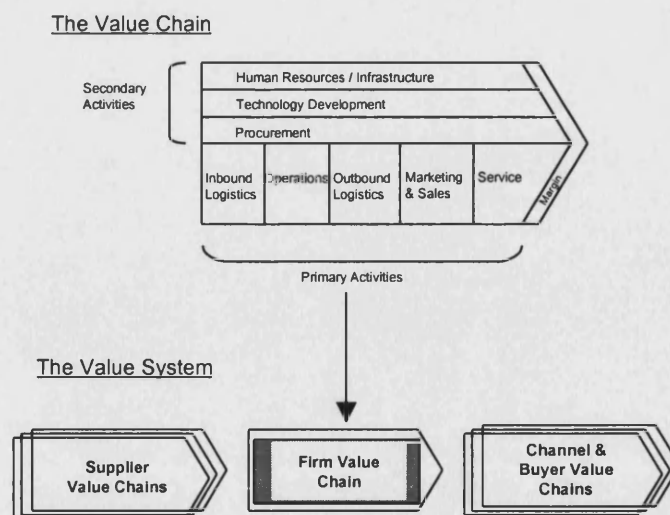 The Value Chain
Secondary
Activities
Human Resources / Infrastructure
Technology Development
Procurement
Inbound
Logistics
Operations
Outbound
Logistics
Marketing
& Sales
Service
Margin
Primary Activities
The Value System
Supplier
Value Chains
Firm Value
Chain
Channel &
Buyer Value
Chains